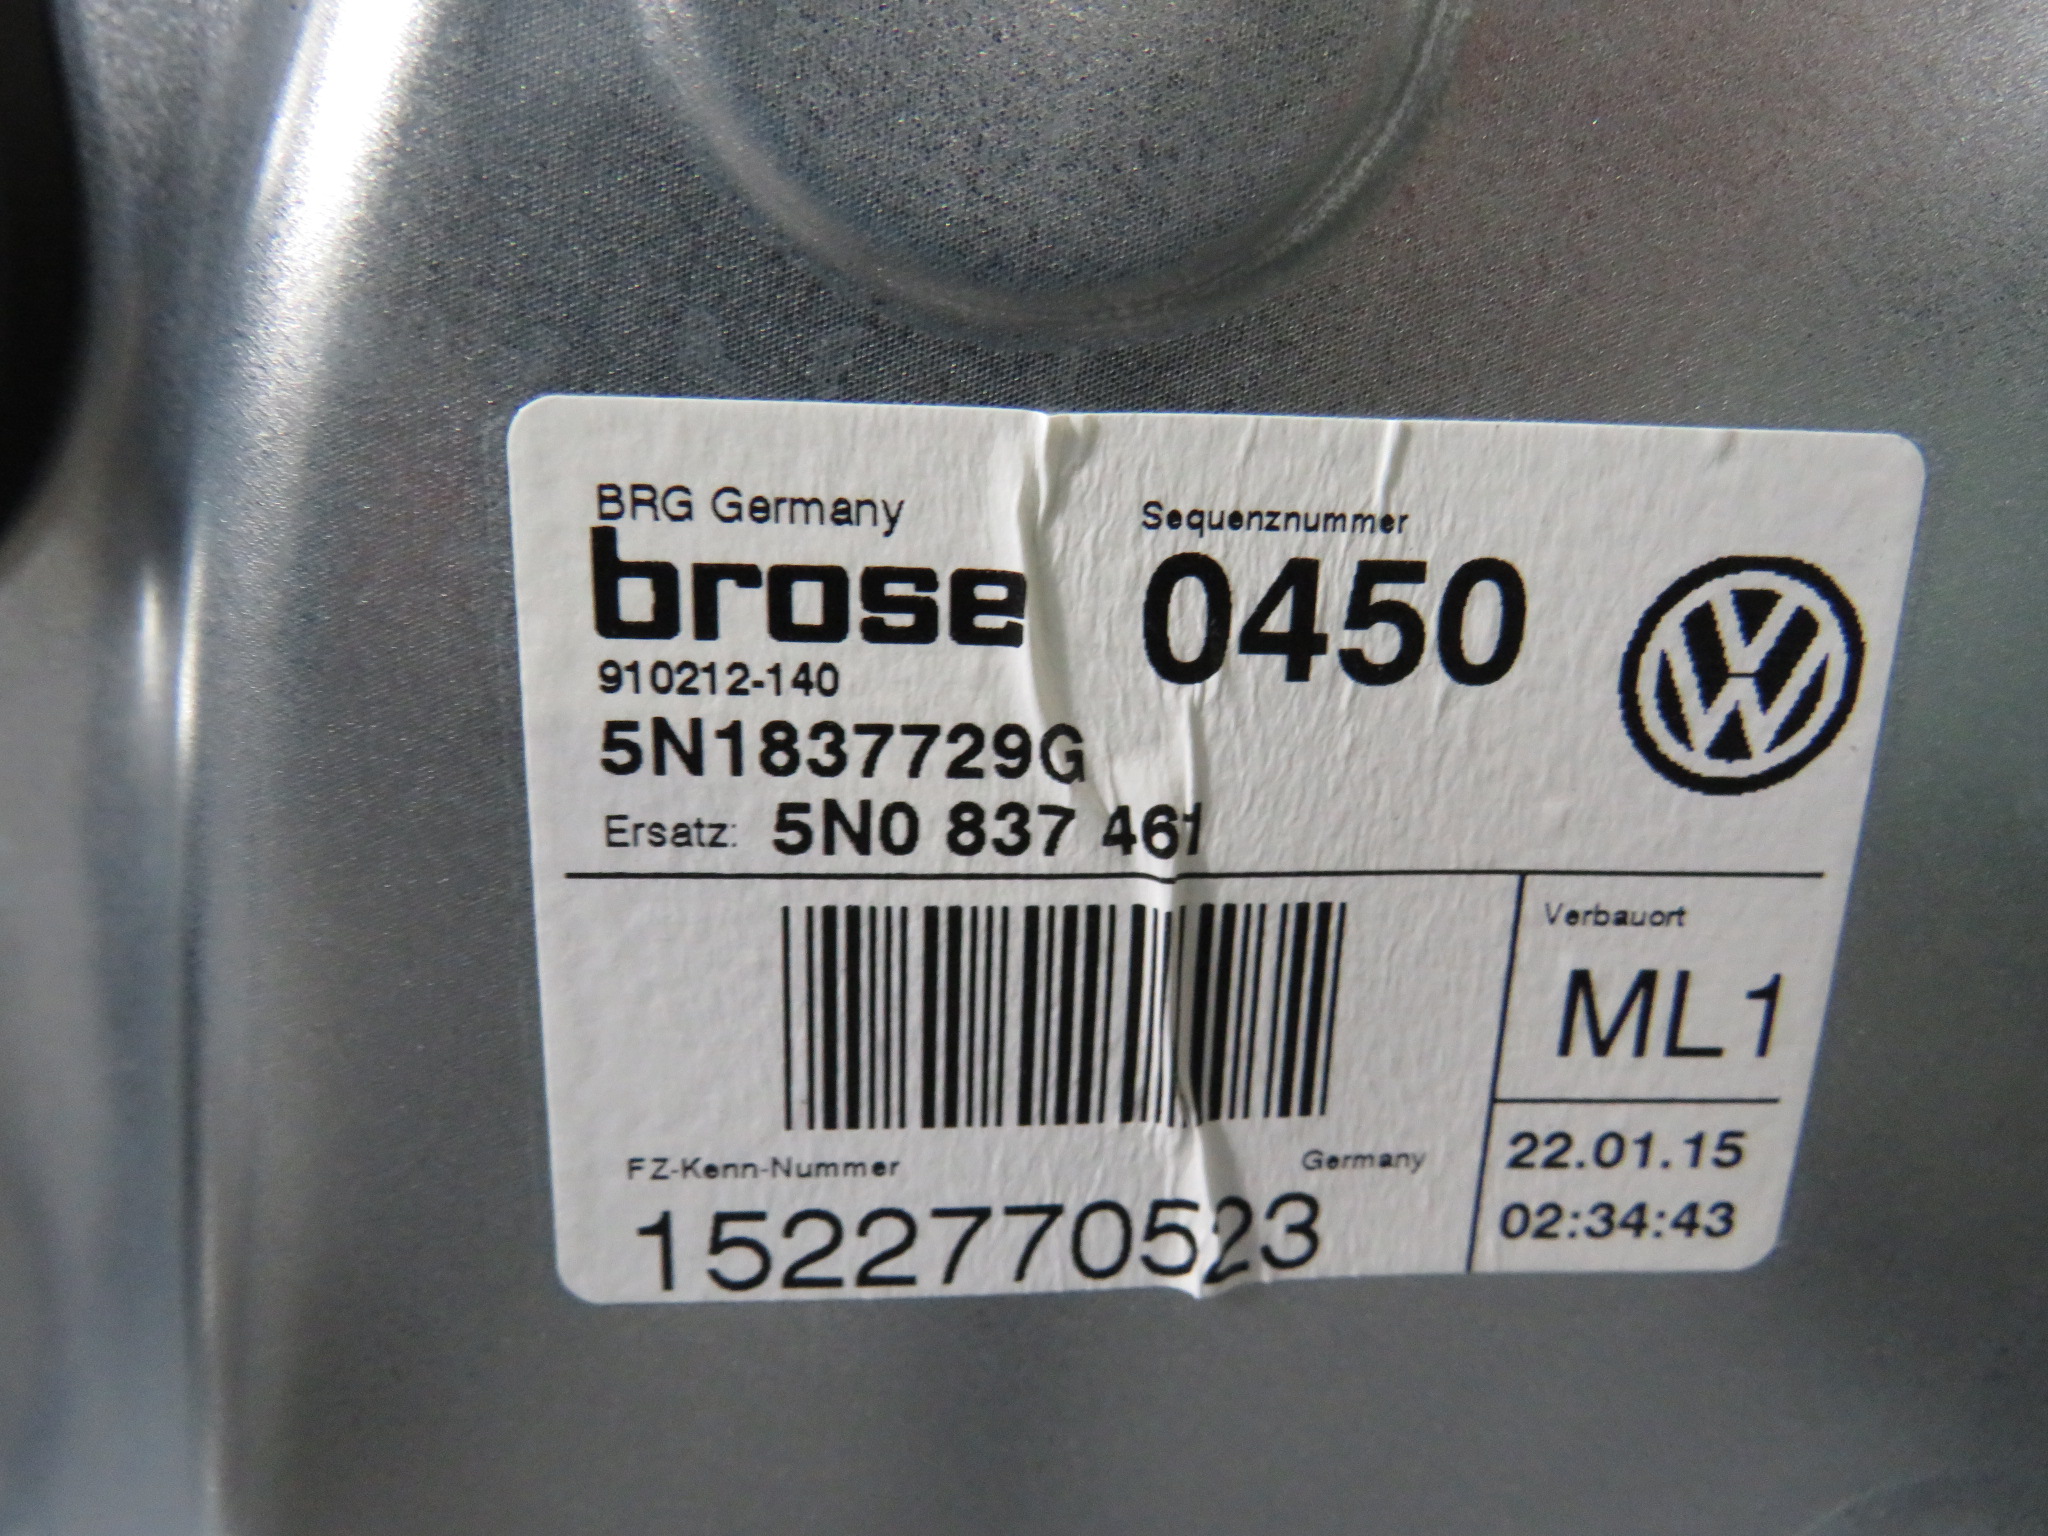 BRG Germany
brose
910212-140
5N1837729G
Ersatz: 5N0 837 461
Sequenznummer
0450
Verbauort
ML1
FZ-Kenn-Nummer
Germany
1522770523
22.01.15
02:34:43